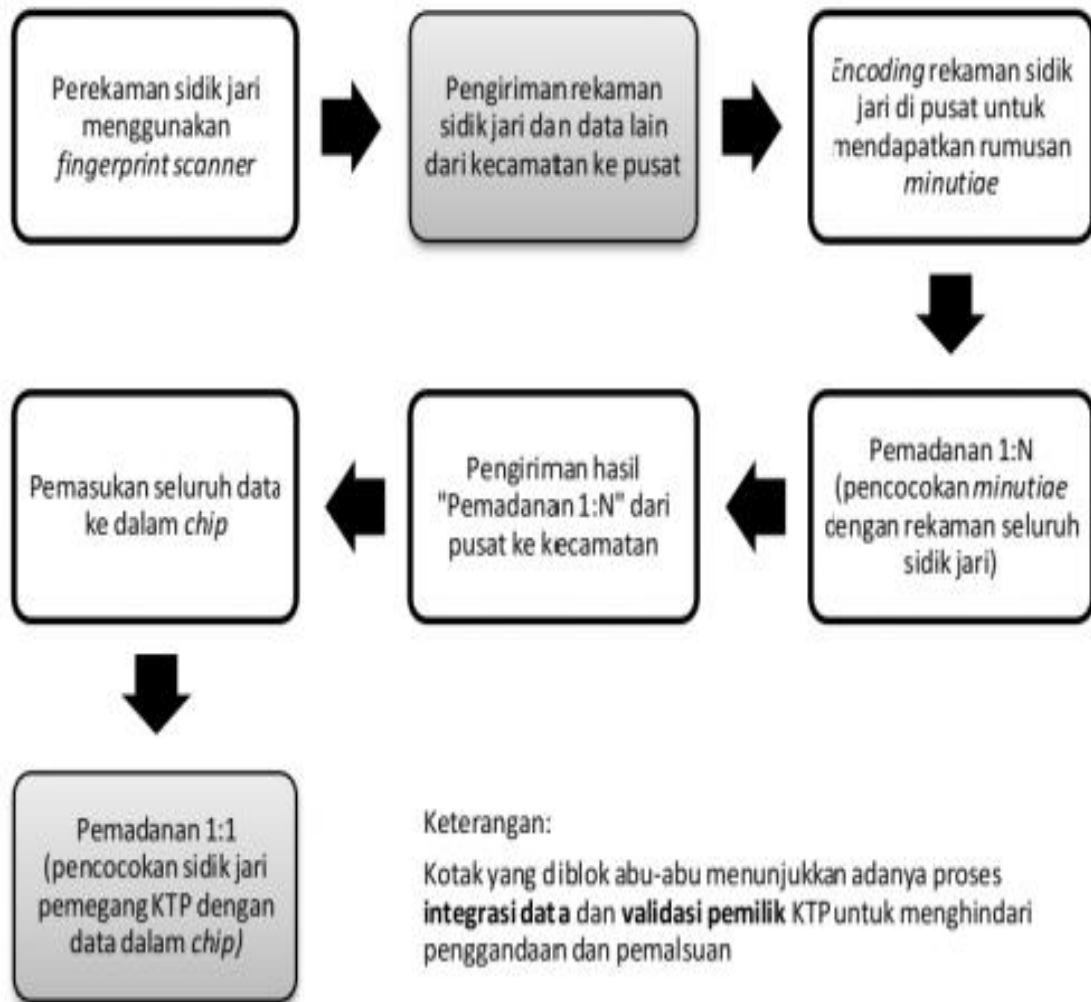 Perekaman sidik jari
menggunakan
fingerprint scanner
Pengiriman rekaman
sidik jari dan data lain
dari kecamatan ke pusat
Encoding rekaman sidik
jari di pusat untuk
mendapatkan rumusan
minutiae
Pemadanan 1:N
(pencocokan minutiae
dengan rekaman seluruh
sidik jari)
Pengiriman hasil
"Pemadanan 1:N" dari
pusat ke kecamatan
Pemasukan seluruh data
ke dalam chip
Pemadanan 1:1
(pencocokan sidik jari
pemegang KTP dengan
data dalam chip)
Keterangan:
Kotak yang diblok abu-abu menunjukkan adanya proses
integrasi data dan validasi pemilik KTP untuk menghindari
penggandaan dan pemalsuan